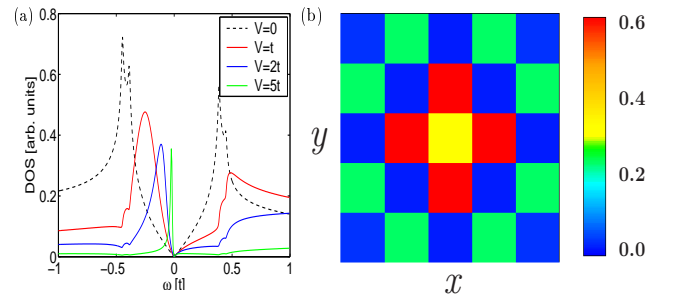 (a)
DOS [arb. units]
0.8
0.6
0.4
0.2
0
-1
-0.5
0
0.5
1
ω [t]
V=0
V=t
V=2t
V=5t
(b)
y
x
0.6
0.4
0.2
0.0